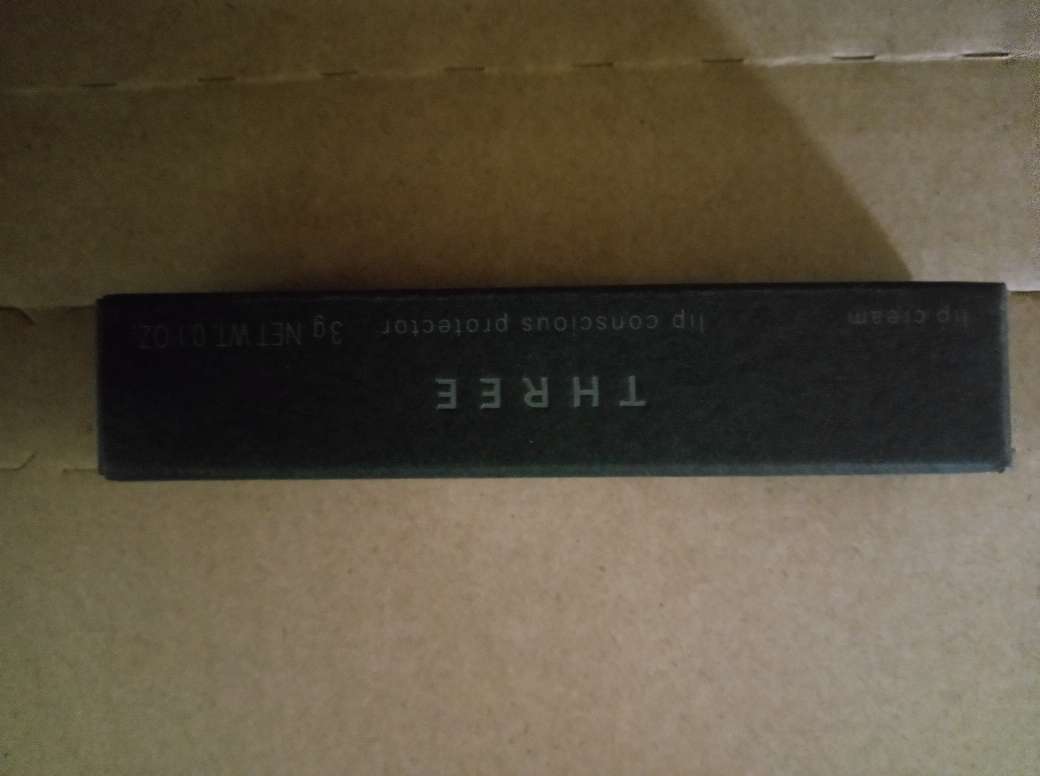 THREE
lip cream
lip conscious protector
3g NET WT. 0.1 OZ.